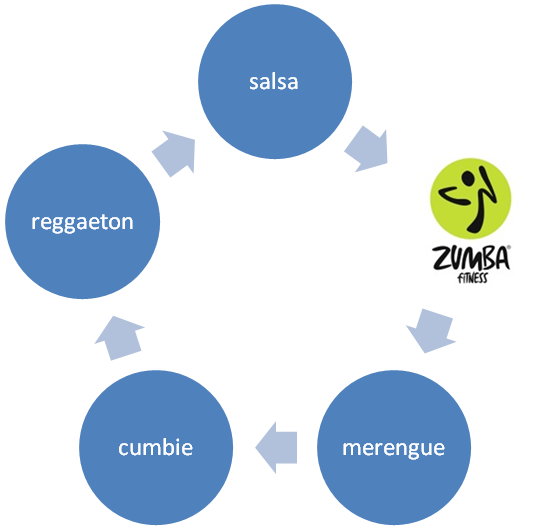 salsa
ZUMBA®
FITNESS
merengue
cumbie
reggaeton